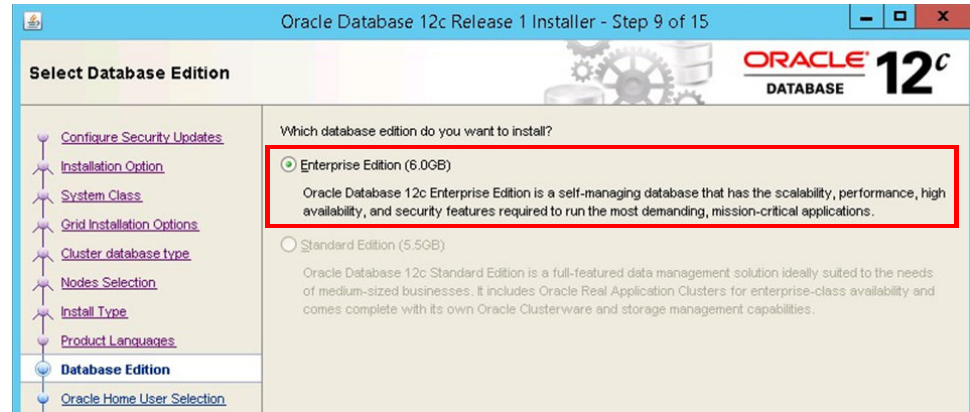 Oracle Database 12c Release 1 Installer - Step 9 of 15
Select Database Edition
ORACLE®
DATABASE
12c
Configure Security Updates
Installation Option
System Class
Grid Installation Options
Cluster database type
Nodes Selection
Install Type
Product Languages
Database Edition
Oracle Home User Selection
Which database edition do you want to install?
Enterprise Edition (6.0GB)
Oracle Database 12c Enterprise Edition is a self-managing database that has the scalability, performance, high
availability, and security features required to run the most demanding, mission-critical applications.
Standard Edition (5.5GB)
Oracle Database 12c Standard Edition is a full-featured data management solution ideally suited to the needs
of medium-sized businesses. It includes Oracle Real Application Clusters for enterprise-class availability and
comes complete with its own Oracle Clusterware and storage management capabilities.